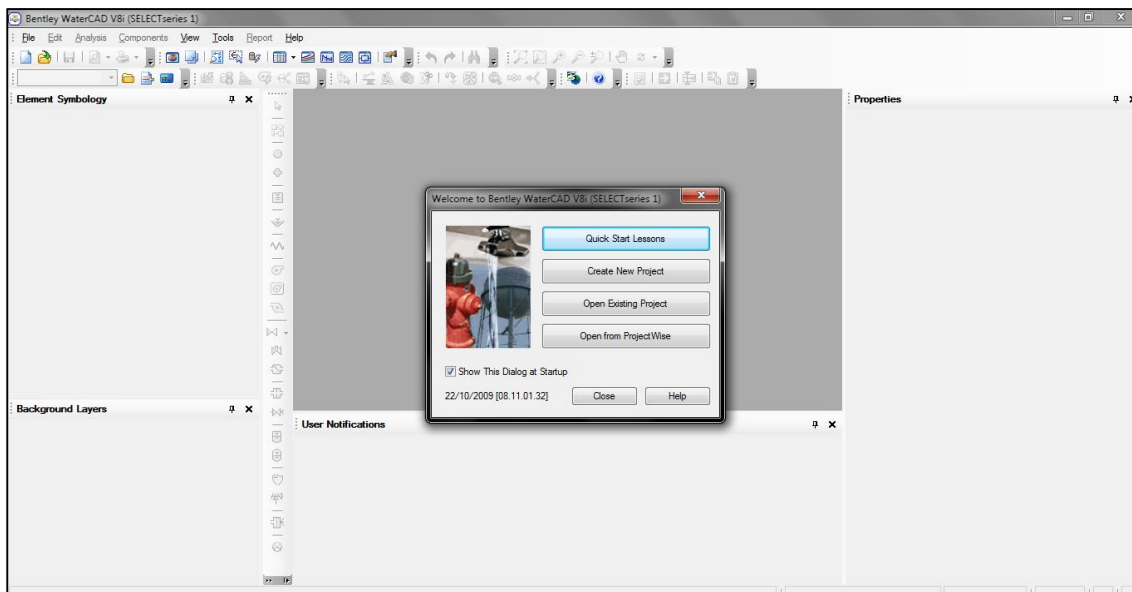 Bentley WaterCAD V8i (SELECTseries 1)
File Edit Analysis Components View Tools Report Help
Element Symbology
Properties
Welcome to Bentley WaterCAD V8i (SELECTseries 1)
Quick Start Lessons
Create New Project
Open Existing Project
Open from ProjectWise
Show This Dialog at Startup
22/10/2009 [08.11.01.32]
Close
Help
Background Layers
User Notifications